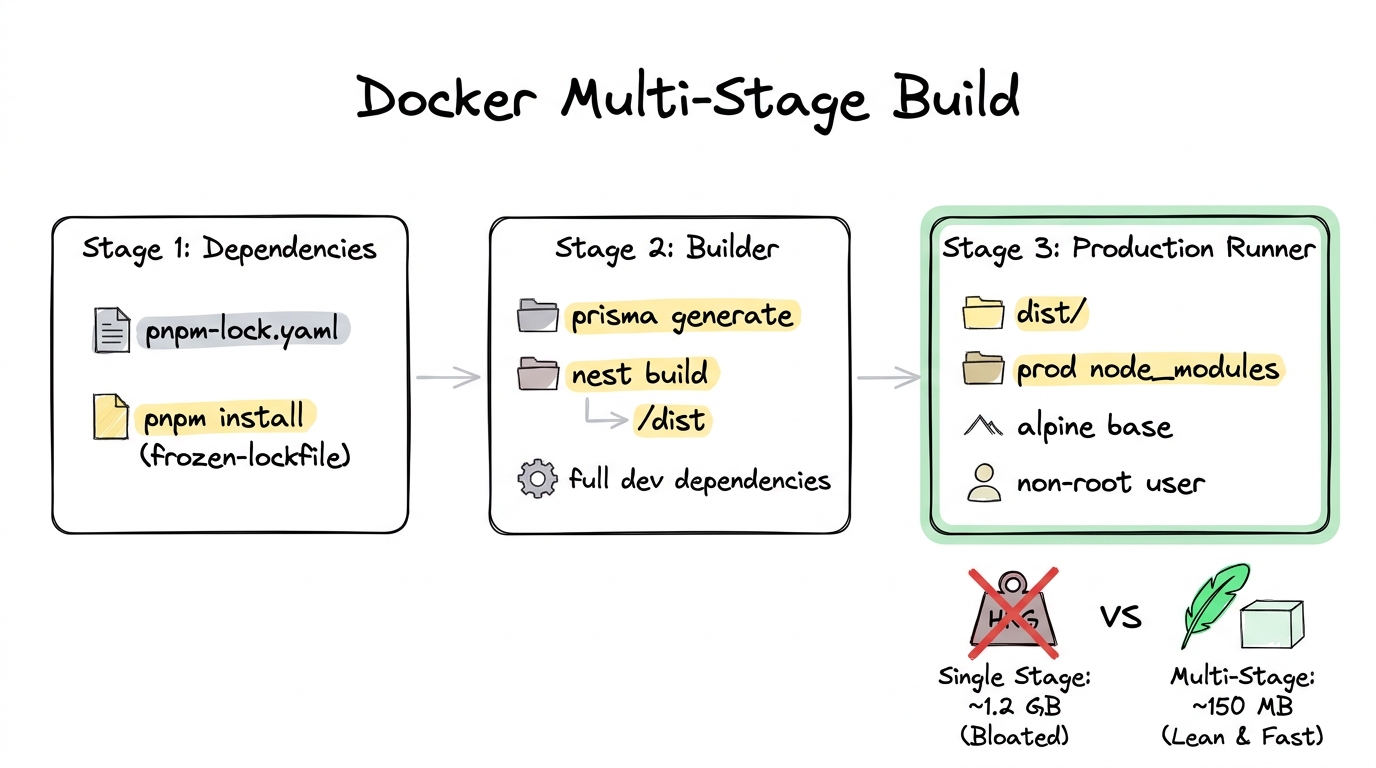 Docker Multi-Stage Build
Stage 1: Dependencies
pnpm-lock.yaml
pnpm install
(frozen-lockfile)
Stage 2: Builder
prisma generate
nest build
/dist
full dev dependencies
Stage 3: Production Runner
dist/
prod node_modules
alpine base
non-root user
vs
Single Stage:
~1.2 GB
(Bloated)
Multi-Stage:
~150 MB
(Lean & Fast)